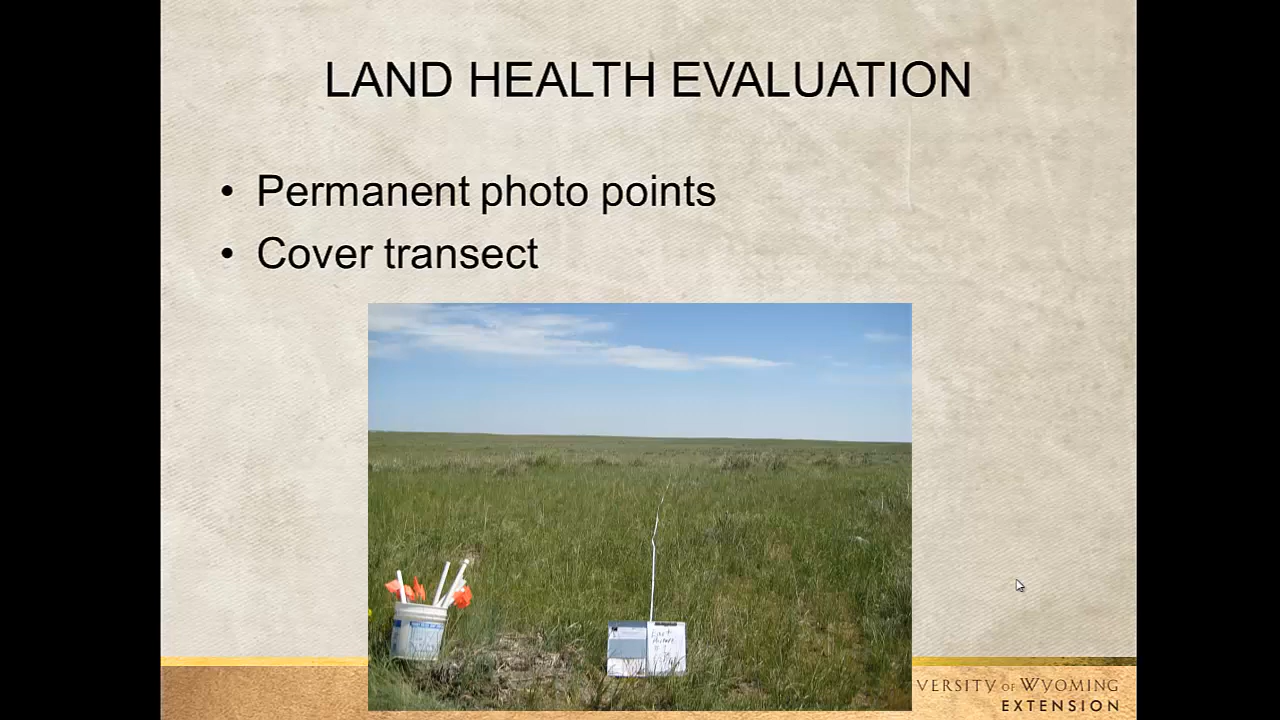 LAND HEALTH EVALUATION
• Permanent photo points
• Cover transect
VERSITY OF WYOMING
EXTENSION